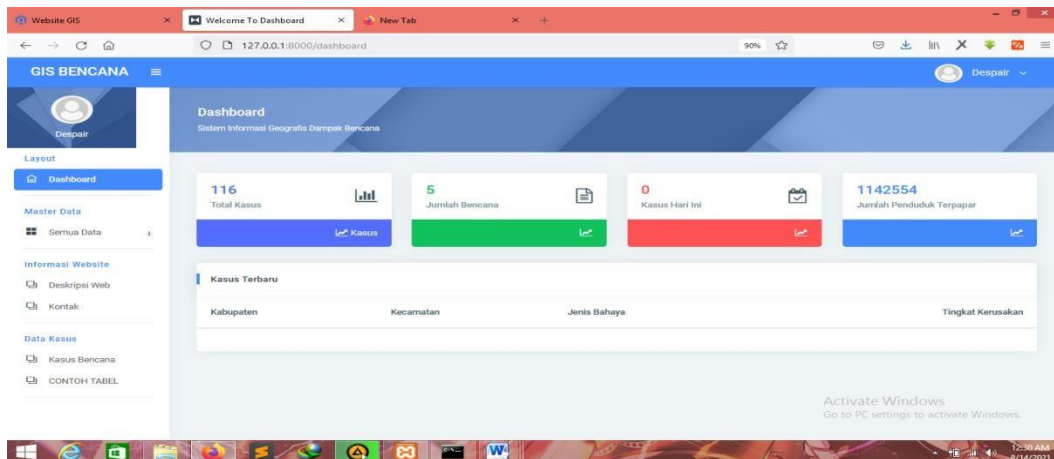 Website GIS
Welcome To Dashboard
New Tab
127.0.0.1:8000/dashboard
90%
GIS BENCANA
Despair
Despair
Dashboard
Sistem Informasi Geografis Dampak Bencana
Layout
Dashboard
Master Data
Semua Data
Informasi Website
Deskripsi Web
Kontak
Data Kasus
Kasus Bencana
CONTOH TABEL
116
Total Kasus
Kasus
5
Jumlah Bencana
0
Kasus Hari Ini
1142554
Jumlah Penduduk Terpapar
Kasus Terbaru
Kabupaten Kecamatan Jenis Bahaya Tingkat Kerusakan
Activate Windows
Go to PC settings to activate Windows.
12:30 AM
8/14/2021